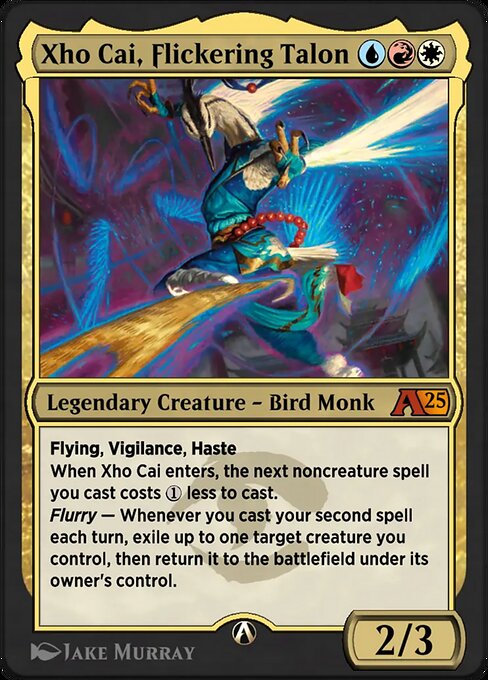 Xho Cai, Flickering Talon
Legendary Creature – Bird Monk
A25
Flying, Vigilance, Haste
When Xho Cai enters, the next noncreature spell
you cast costs 1 less to cast.
Flurry — Whenever you cast your second spell
each turn, exile up to one target creature you
control, then return it to the battlefield under its
owner's control.
2/3
Jake Murray